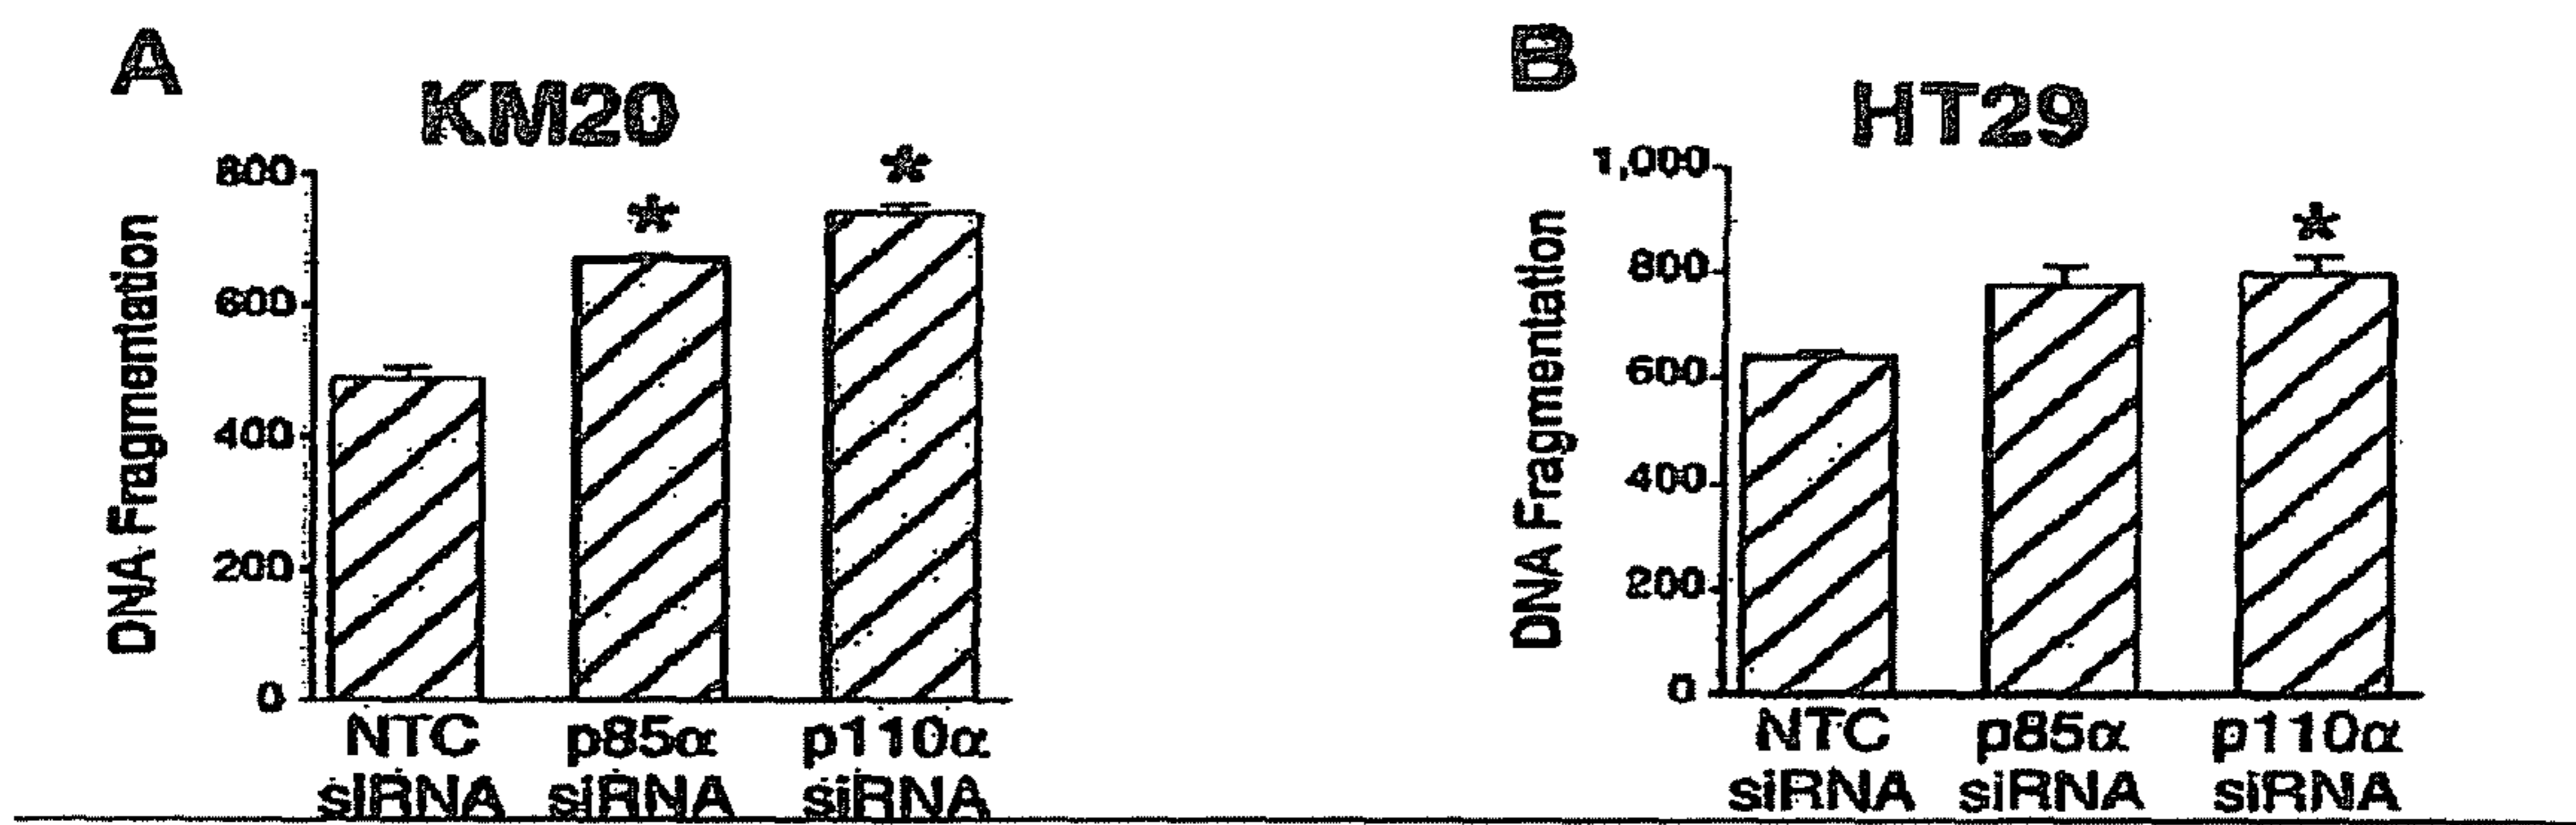 A
KM20
DNA Fragmentation
800
600
400
200
0
*
*
NTC
siRNA
p85α
siRNA
p110α
siRNA
B
HT29
DNA Fragmentation
1,000
800
600
400
200
0
*
NTC
siRNA
p85α
siRNA
p110α
siRNA